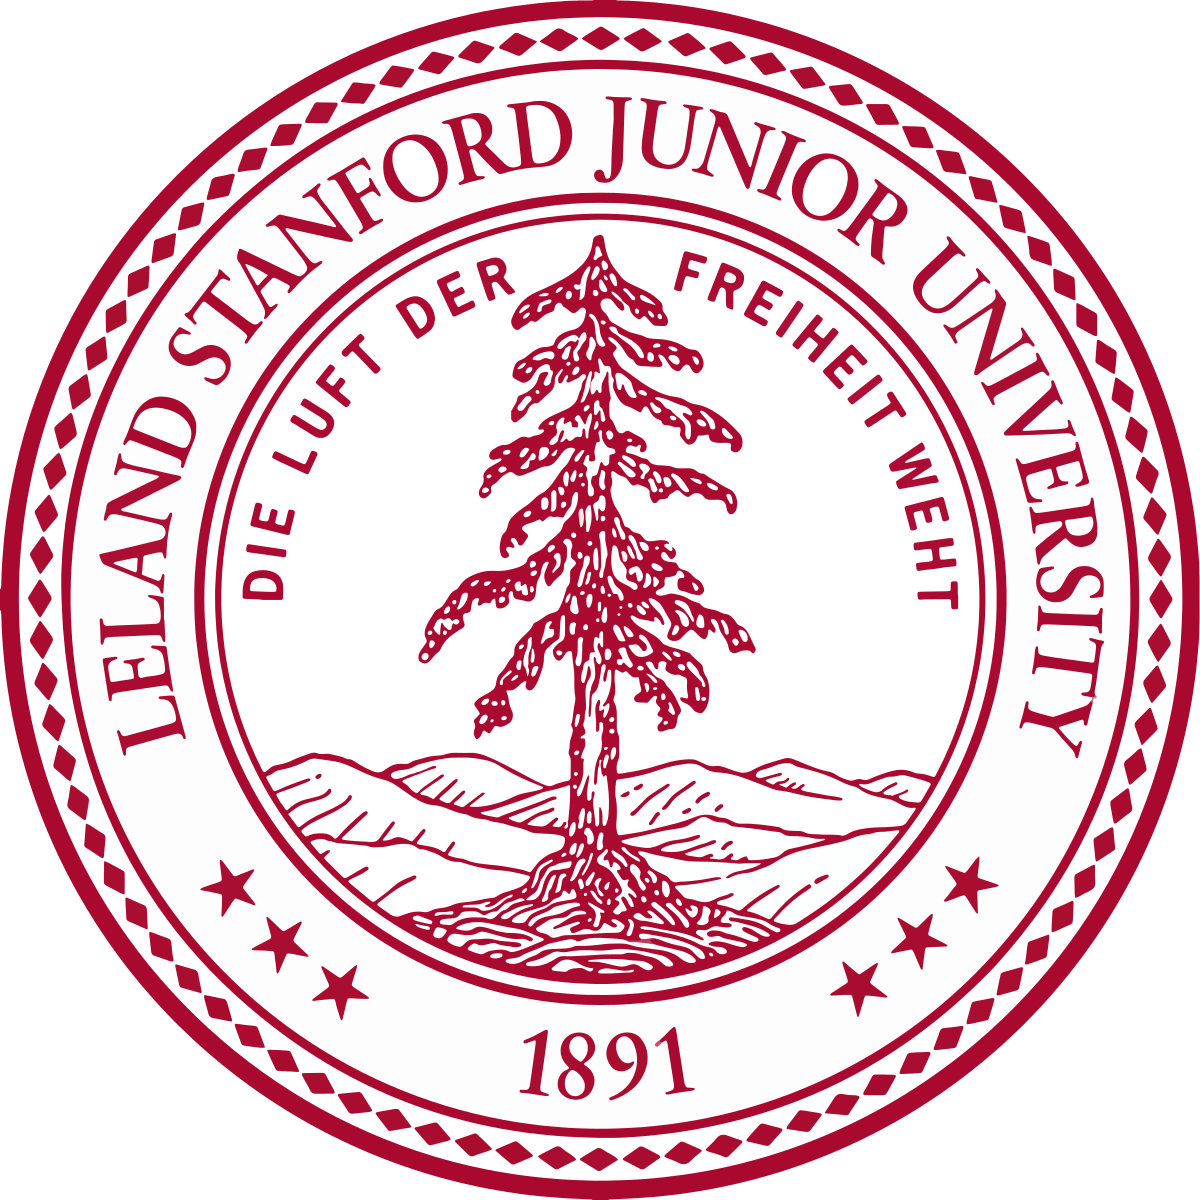 LELAND STANFORD JUNIOR UNIVERSITY
DIE LUFT DER FREIHEIT WEHT
1891